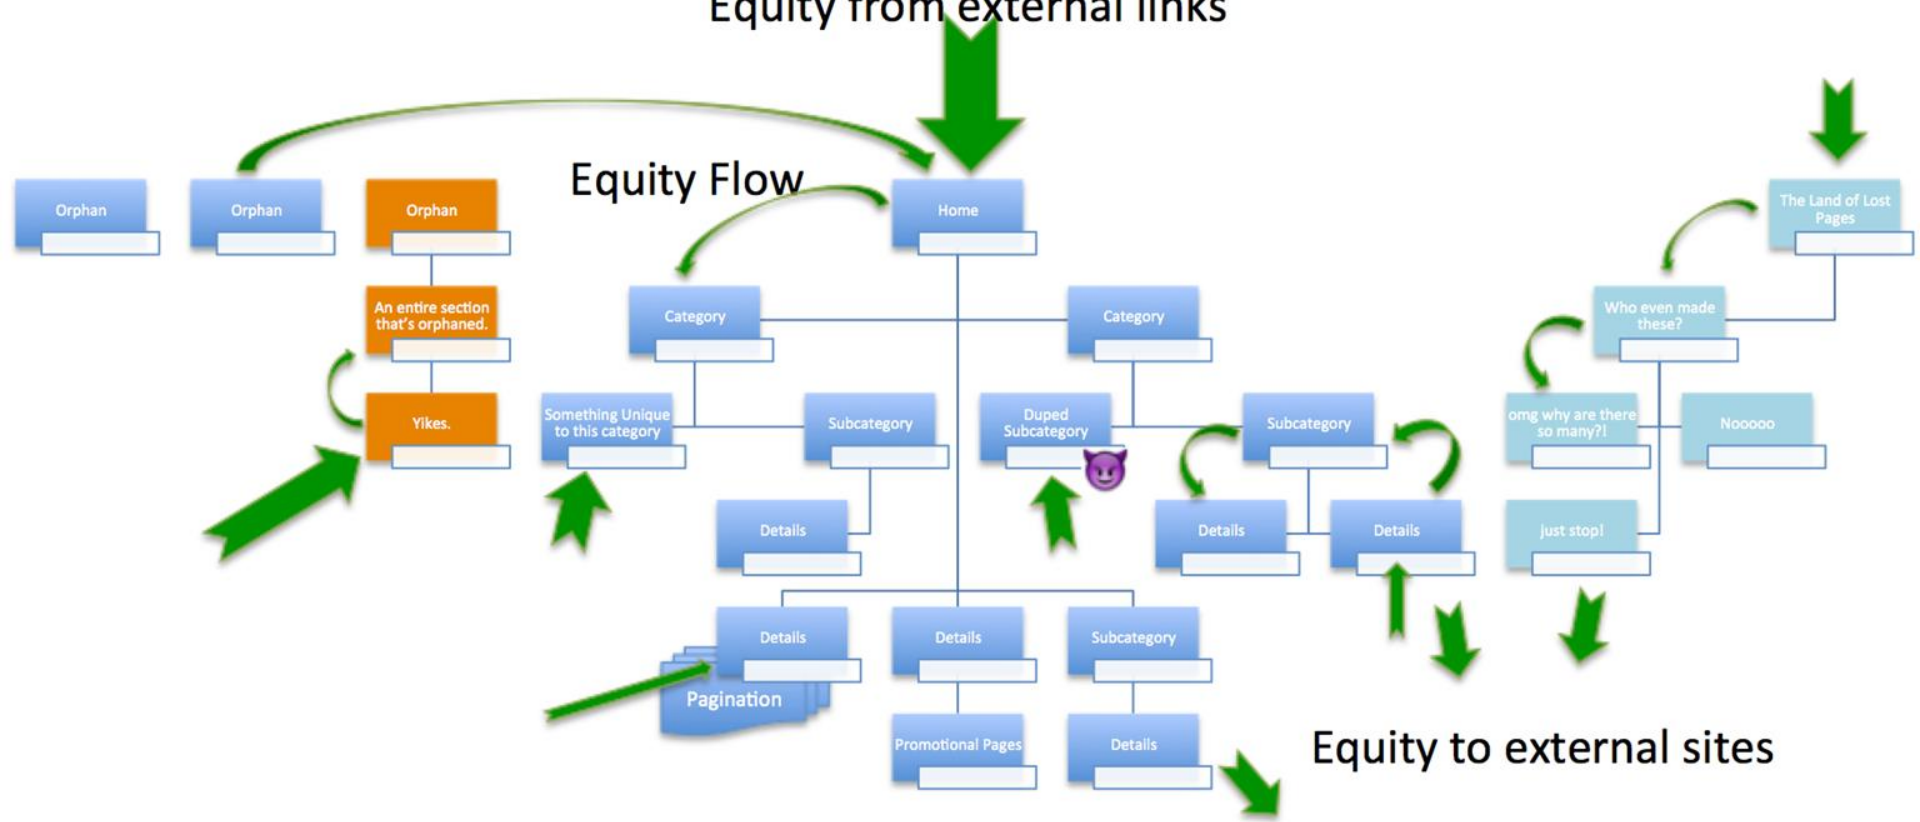 Equity from external links
Equity Flow
Orphan
Orphan
Orphan
Home
The Land of Lost
Pages
An entire section
that's orphaned.
Category
Category
Who even made
these?
Yikes.
Something Unique
to this category
Subcategory
Duped
Subcategory
Subcategory
omg why are there
so many?!
Nooooo
Details
Details
Details
just stop!
Details
Details
Subcategory
Pagination
Promotional Pages
Details
Equity to external sites